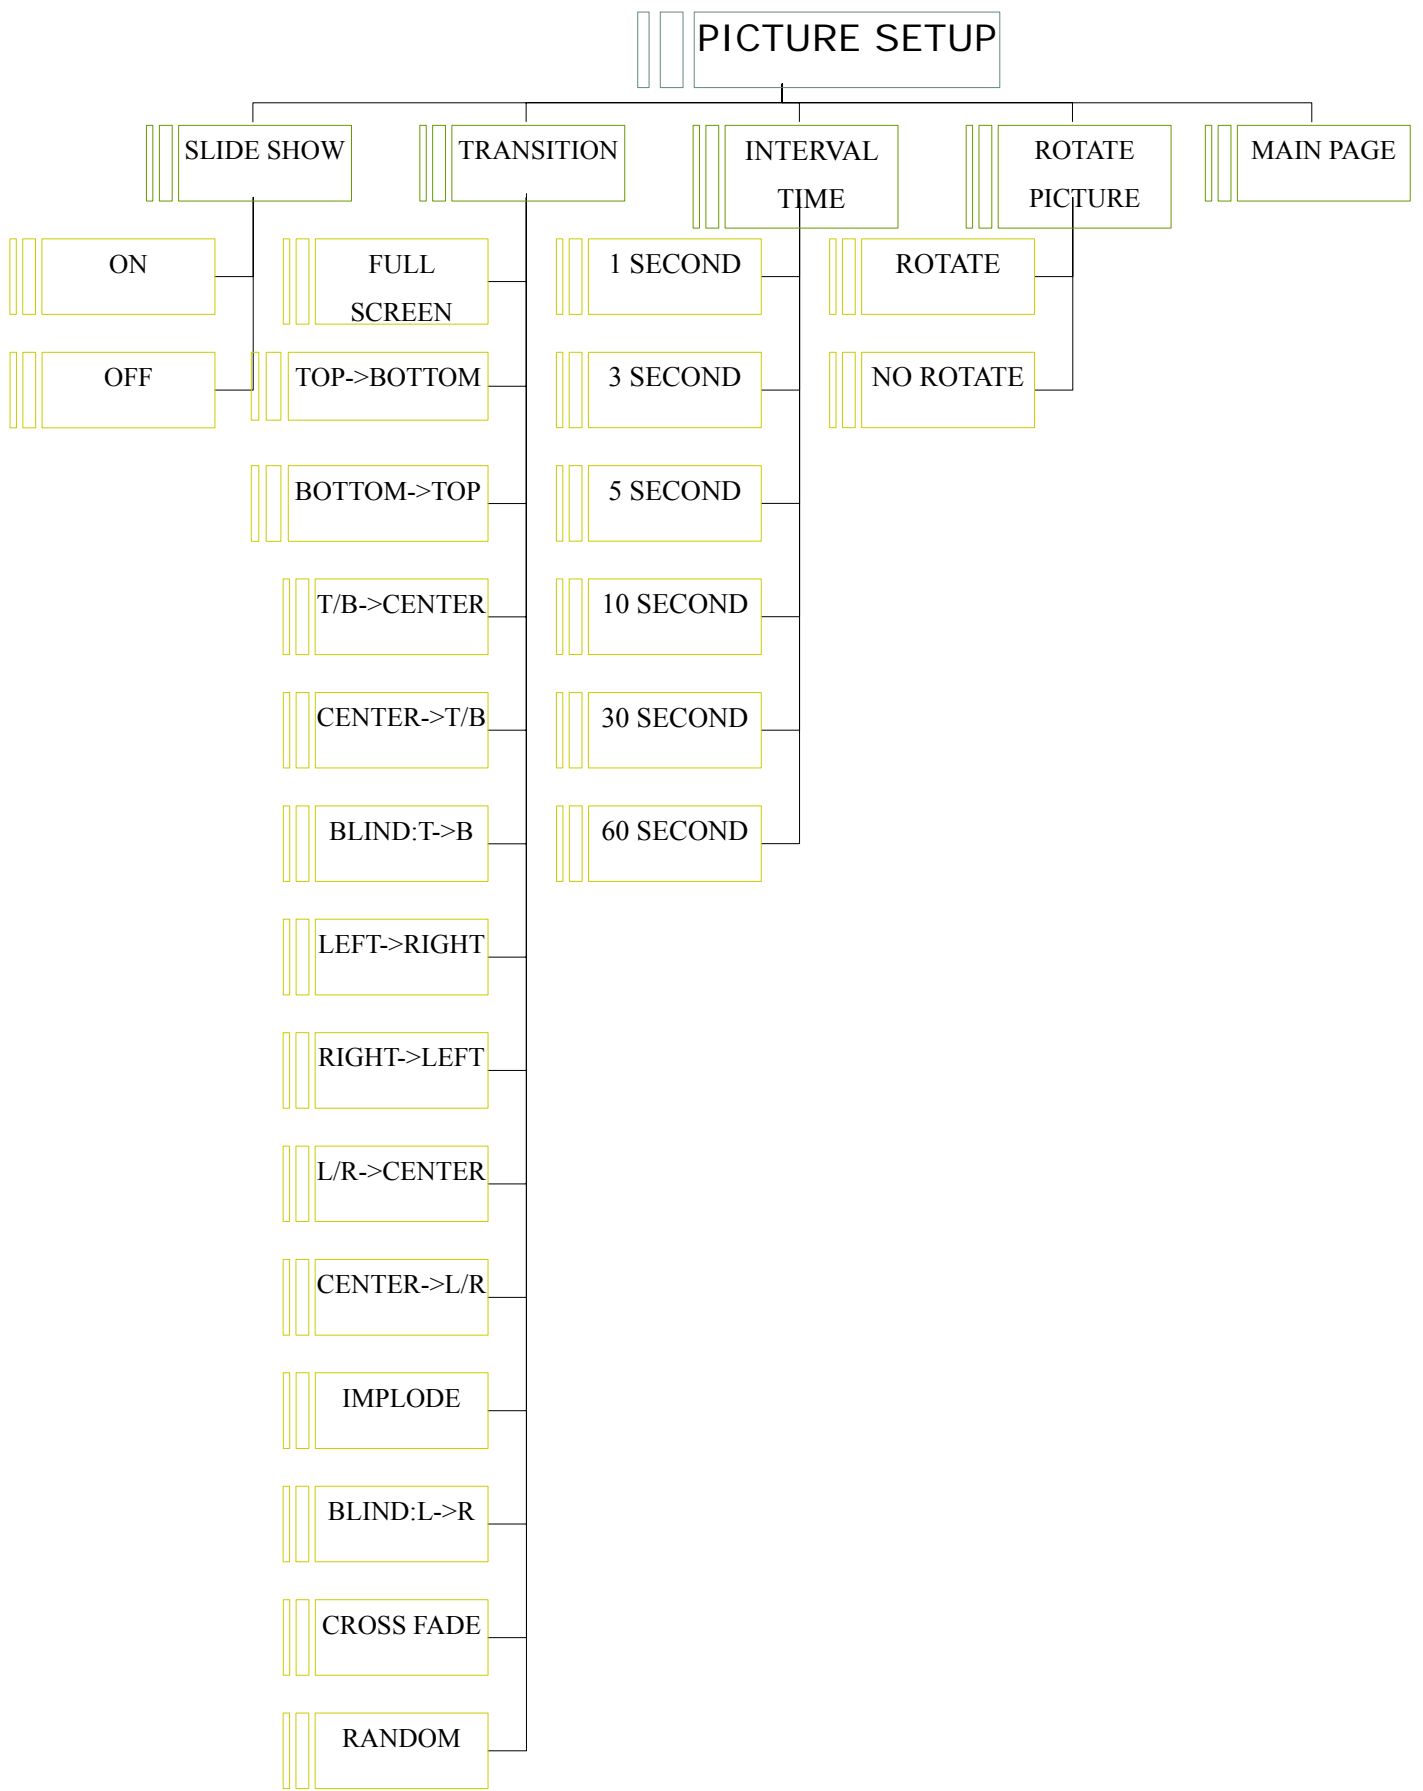 PICTURE SETUP
SLIDE SHOW
TRANSITION
INTERVAL
TIME
ROTATE
PICTURE
MAIN PAGE
ON
OFF
FULL
SCREEN
TOP->BOTTOM
BOTTOM->TOP
T/B->CENTER
CENTER->T/B
BLIND:T->B
LEFT->RIGHT
RIGHT->LEFT
L/R->CENTER
CENTER->L/R
IMPLODE
BLIND:L->R
CROSS FADE
RANDOM
1 SECOND
3 SECOND
5 SECOND
10 SECOND
30 SECOND
60 SECOND
ROTATE
NO ROTATE